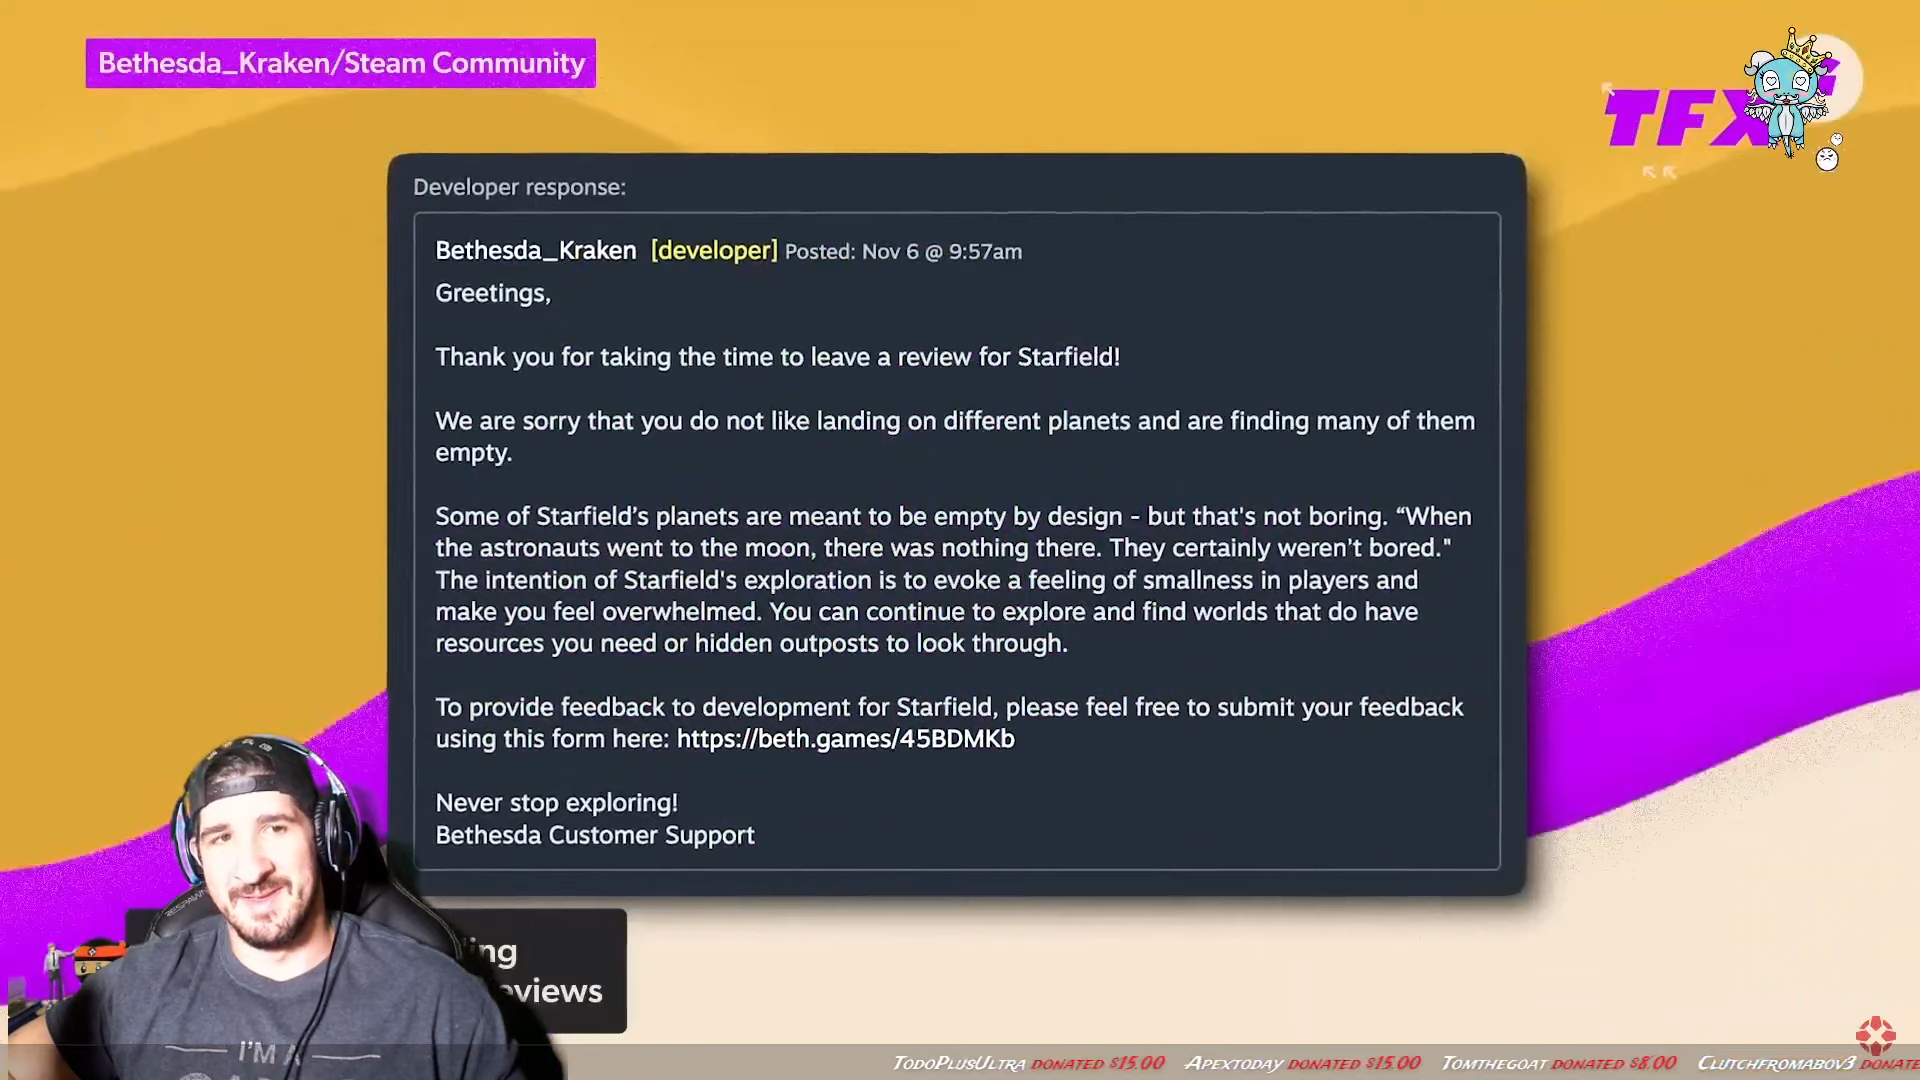 Bethesda_Kraken/Steam Community
TFX
Developer response:
Bethesda_Kraken [developer] Posted: Nov 6 @ 9:57am
Greetings,
Thank you for taking the time to leave a review for Starfield!
We are sorry that you do not like landing on different planets and are finding many of them
empty.
Some of Starfield’s planets are meant to be empty by design - but that's not boring. “When
the astronauts went to the moon, there was nothing there. They certainly weren’t bored."
The intention of Starfield's exploration is to evoke a feeling of smallness in players and
make you feel overwhelmed. You can continue to explore and find worlds that do have
resources you need or hidden outposts to look through.
To provide feedback to development for Starfield, please feel free to submit your feedback
using this form here: https://beth.games/45BDMKb
Never stop exploring!
Bethesda Customer Support
RESPAWN
ing
eviews
I'M A
TodoPlusUltra donated $15.00 Apextoday donated $15.00 Tomthegoat donated $8.00 Clutchfromabov3 donate